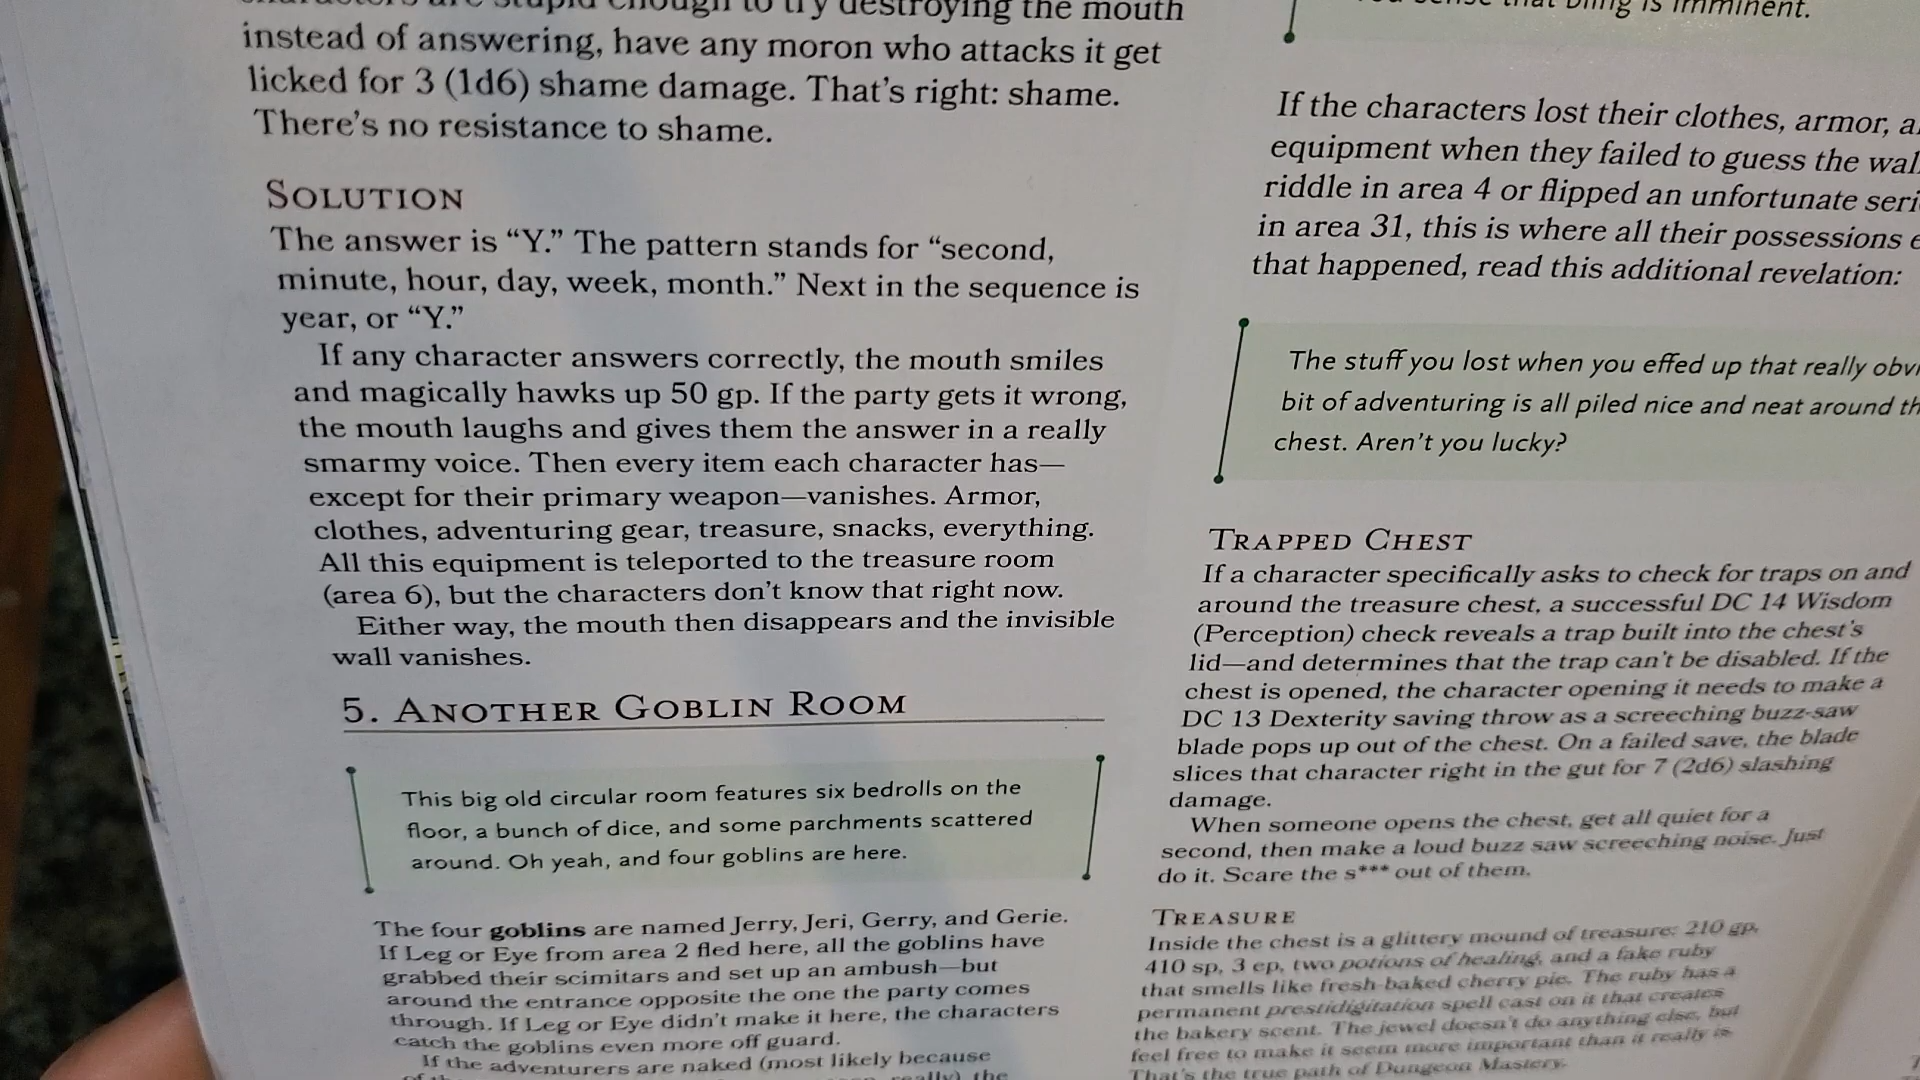 characters are stupid enough to try destroying the mouth
instead of answering, have any moron who attacks it get
licked for 3 (1d6) shame damage. That's right: shame.
There's no resistance to shame.
SOLUTION
The answer is “Y.” The pattern stands for “second,
minute, hour, day, week, month.” Next in the sequence is
year, or “Y.”
If any character answers correctly, the mouth smiles
and magically hawks up 50 gp. If the party gets it wrong,
the mouth laughs and gives them the answer in a really
smarmy voice. Then every item each character has—
except for their primary weapon—vanishes. Armor,
clothes, adventuring gear, treasure, snacks, everything.
All this equipment is teleported to the treasure room
(area 6), but the characters don't know that right now.
Either way, the mouth then disappears and the invisible
wall vanishes.
5. ANOTHER GOBLIN ROOM
This big old circular room features six bedrolls on the
floor, a bunch of dice, and some parchments scattered
around. Oh yeah, and four goblins are here.
The four goblins are named Jerry, Jeri, Gerry, and Gerie.
If Leg or Eye from area 2 fled here, all the goblins have
grabbed their scimitars and set up an ambush—but
around the entrance opposite the one the party comes
through. If Leg or Eye didn't make it here, the characters
catch the goblins even more off guard.
If the adventurers are naked (most likely because
the
sense that bling is imminent.
If the characters lost their clothes, armor,
equipment when they failed to guess the
riddle in area 4 or flipped an unfortunate
in area 31, this is where all their possessions
that happened, read this additional revelation:
The stuff you lost when you effed up that really
bit of adventuring is all piled nice and neat around
chest. Aren't you lucky?
TRAPPED CHEST
If a character specifically asks to check for traps on and
around the treasure chest, a successful DC 14 Wisdom
(Perception) check reveals a trap built into the chest's
lid—and determines that the trap can't be disabled. If the
chest is opened, the character opening it needs to make a
DC 13 Dexterity saving throw as a screeching buzz-saw
blade pops up out of the chest. On a failed save, the blade
slices that character right in the gut for 7 (2d6) slashing
damage.
When someone opens the chest, get all quiet for a
second, then make a loud buzz saw screeching noise. Just
do it. Scare the s*** out of them.
TREASURE
Inside the chest is a glittery mound of treasure: 210 gp,
410 sp, 3 ep, two potions of healing, and a fake ruby
that smells like fresh-baked cherry pie. The ruby has a
permanent prestidigitation spell cast on it that creates
the bakery scent. The jewel doesn't do anything else, but
feel free to make it seem more important than it really is.
That's the true path of Dungeon Mastery.